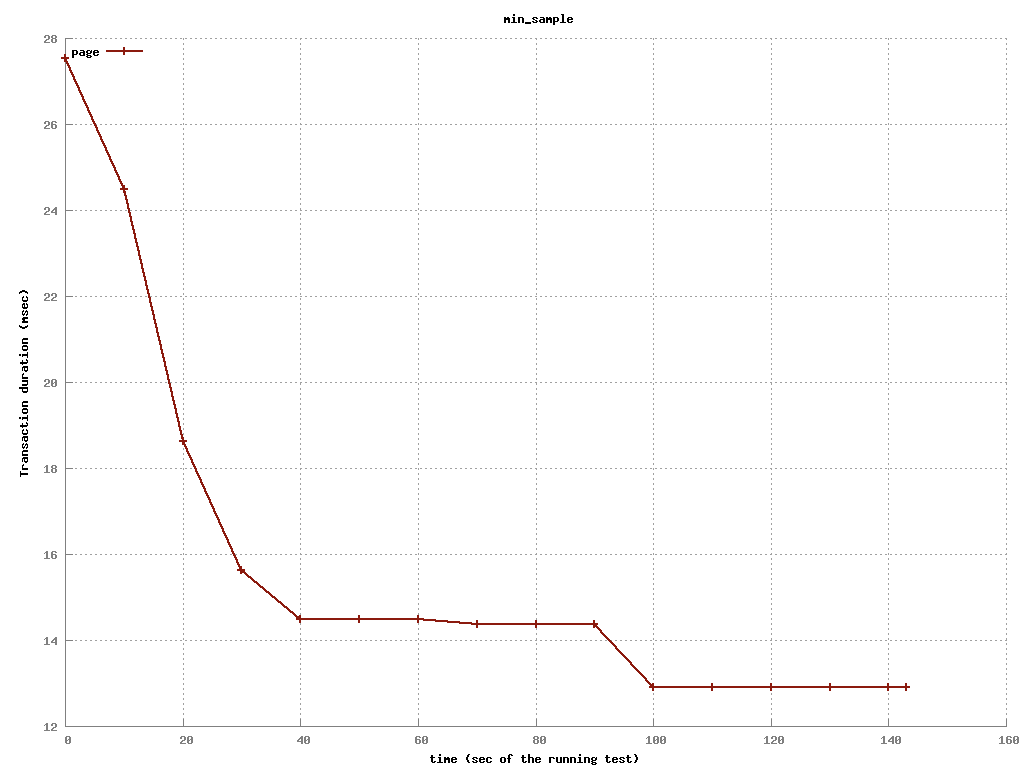 min_sample
page
28
26
24
22
20
18
16
14
12
Transaction duration (msec)
0 20 40 60 80 100 120 140 160
time (sec of the running test)